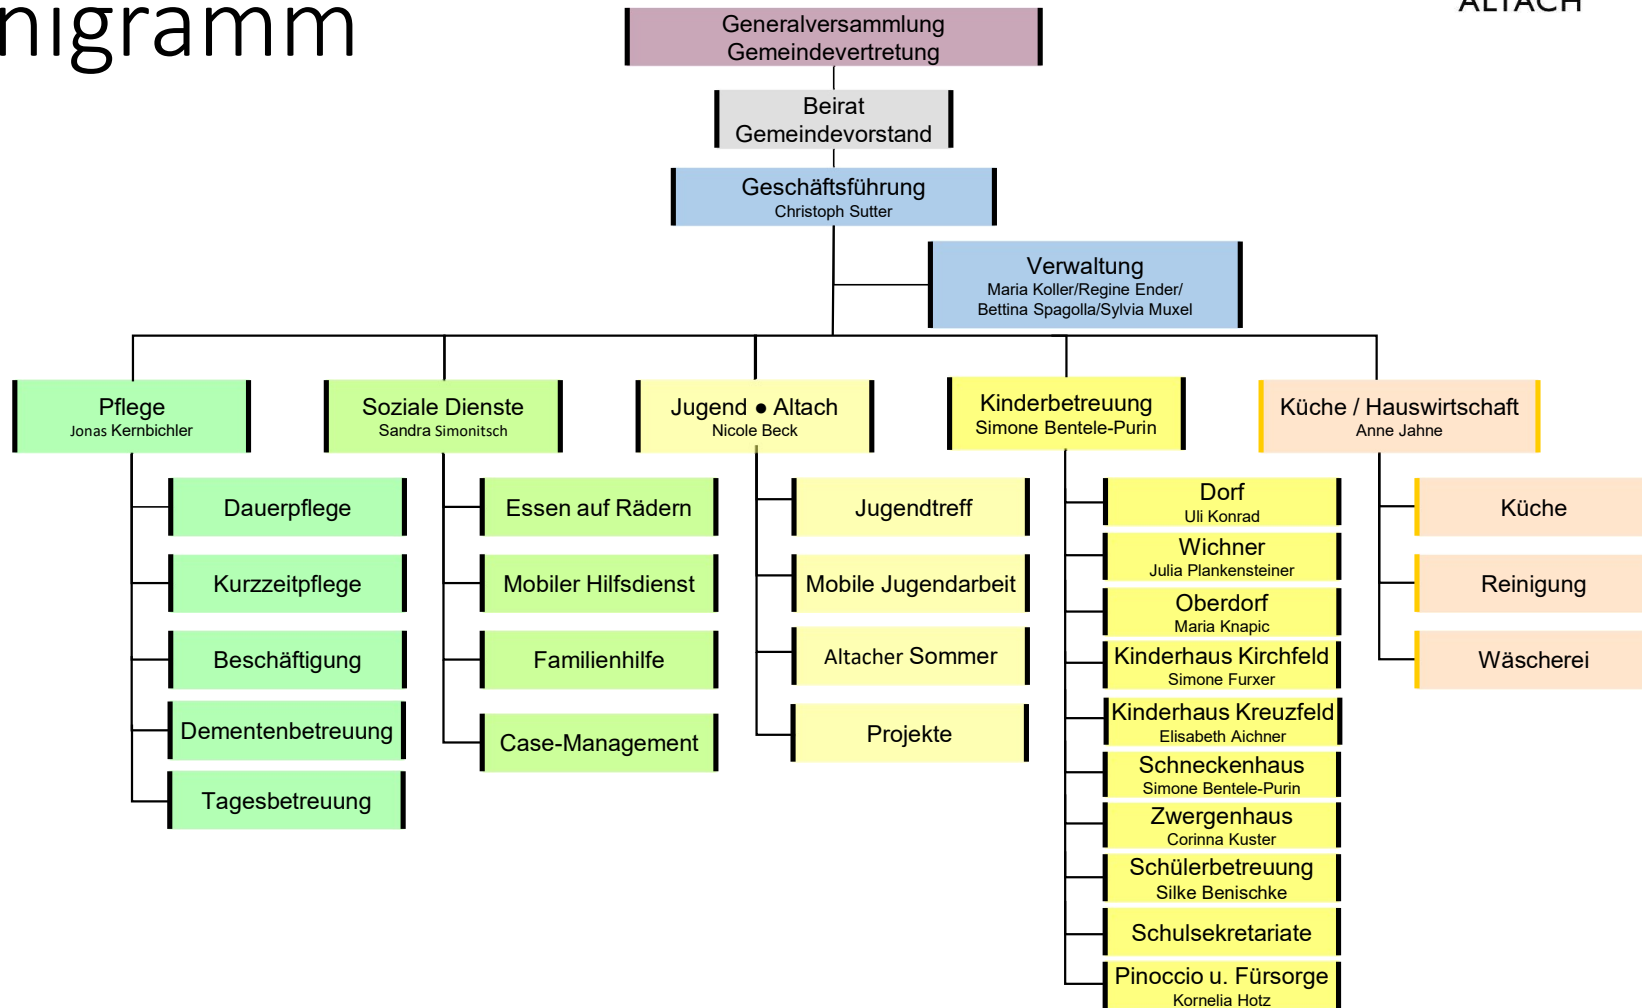 nigramm
ALTACH
Generalversammlung
Gemeindevertretung
Beirat
Gemeindevorstand
Geschäftsführung
Christoph Sutter
Verwaltung
Maria Koller/Regine Ender/
Bettina Spagolla/Sylvia Muxel
Pflege
Jonas Kernbichler
Dauerpflege
Kurzzeitpflege
Beschäftigung
Dementenbetreuung
Tagesbetreuung
Soziale Dienste
Sandra Simonitsch
Essen auf Rädern
Mobiler Hilfsdienst
Familienhilfe
Case-Management
Jugend ● Altach
Nicole Beck
Jugendtreff
Mobile Jugendarbeit
Altacher Sommer
Projekte
Kinderbetreuung
Simone Bentele-Purin
Dorf
Uli Konrad
Wichner
Julia Plankensteiner
Oberdorf
Maria Knapic
Kinderhaus Kirchfeld
Simone Furxer
Kinderhaus Kreuzfeld
Elisabeth Aichner
Schneckenhaus
Simone Bentele-Purin
Zwergenhaus
Corinna Kuster
Schülerbetreuung
Silke Benischke
Schulsekretariate
Pinoccio u. Fürsorge
Kornelia Hotz
Küche / Hauswirtschaft
Anne Jahne
Küche
Reinigung
Wäscherei